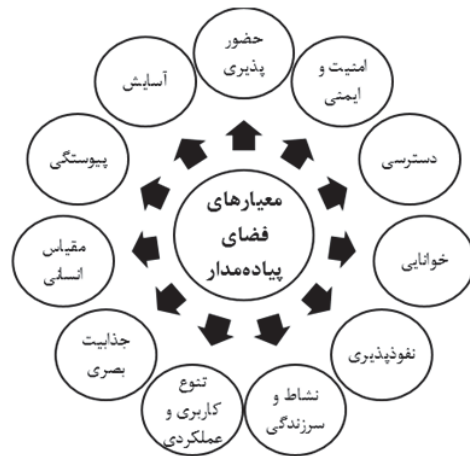 معیارهای
فضای
پیاده‌مدار
حضور
پذیری
امنیت و
ایمنی
دسترسی
خوانایی
نفوذپذیری
نشاط و
سرزندگی
تنوع
کاربری و
عملکردی
جذابیت
بصری
مقیاس
انسانی
پیوستگی
آسایش